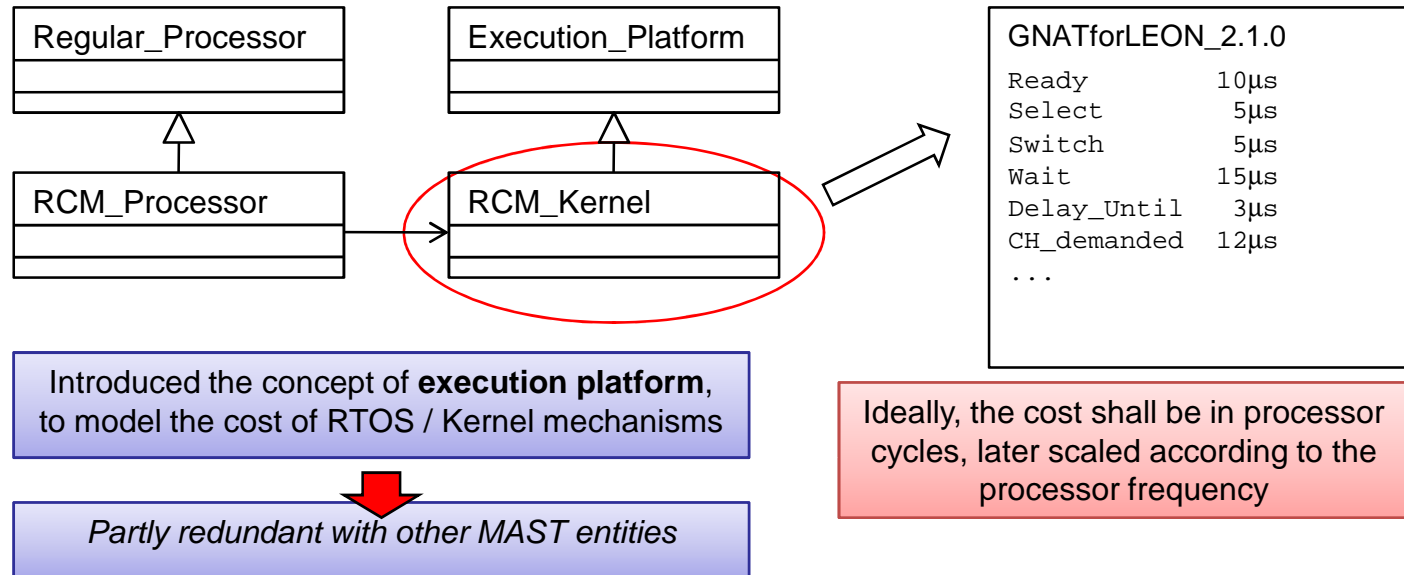 Regular_Processor
Execution_Platform
RCM_Processor
RCM_Kernel
GNATforLEON_2.1.0
Ready 10µs
Select 5µs
Switch 5µs
Wait 15µs
Delay_Until 3µs
CH_demanded 12µs
...
Introduced the concept of execution platform,
to model the cost of RTOS / Kernel mechanisms
Partly redundant with other MAST entities
Ideally, the cost shall be in processor
cycles, later scaled according to the
processor frequency